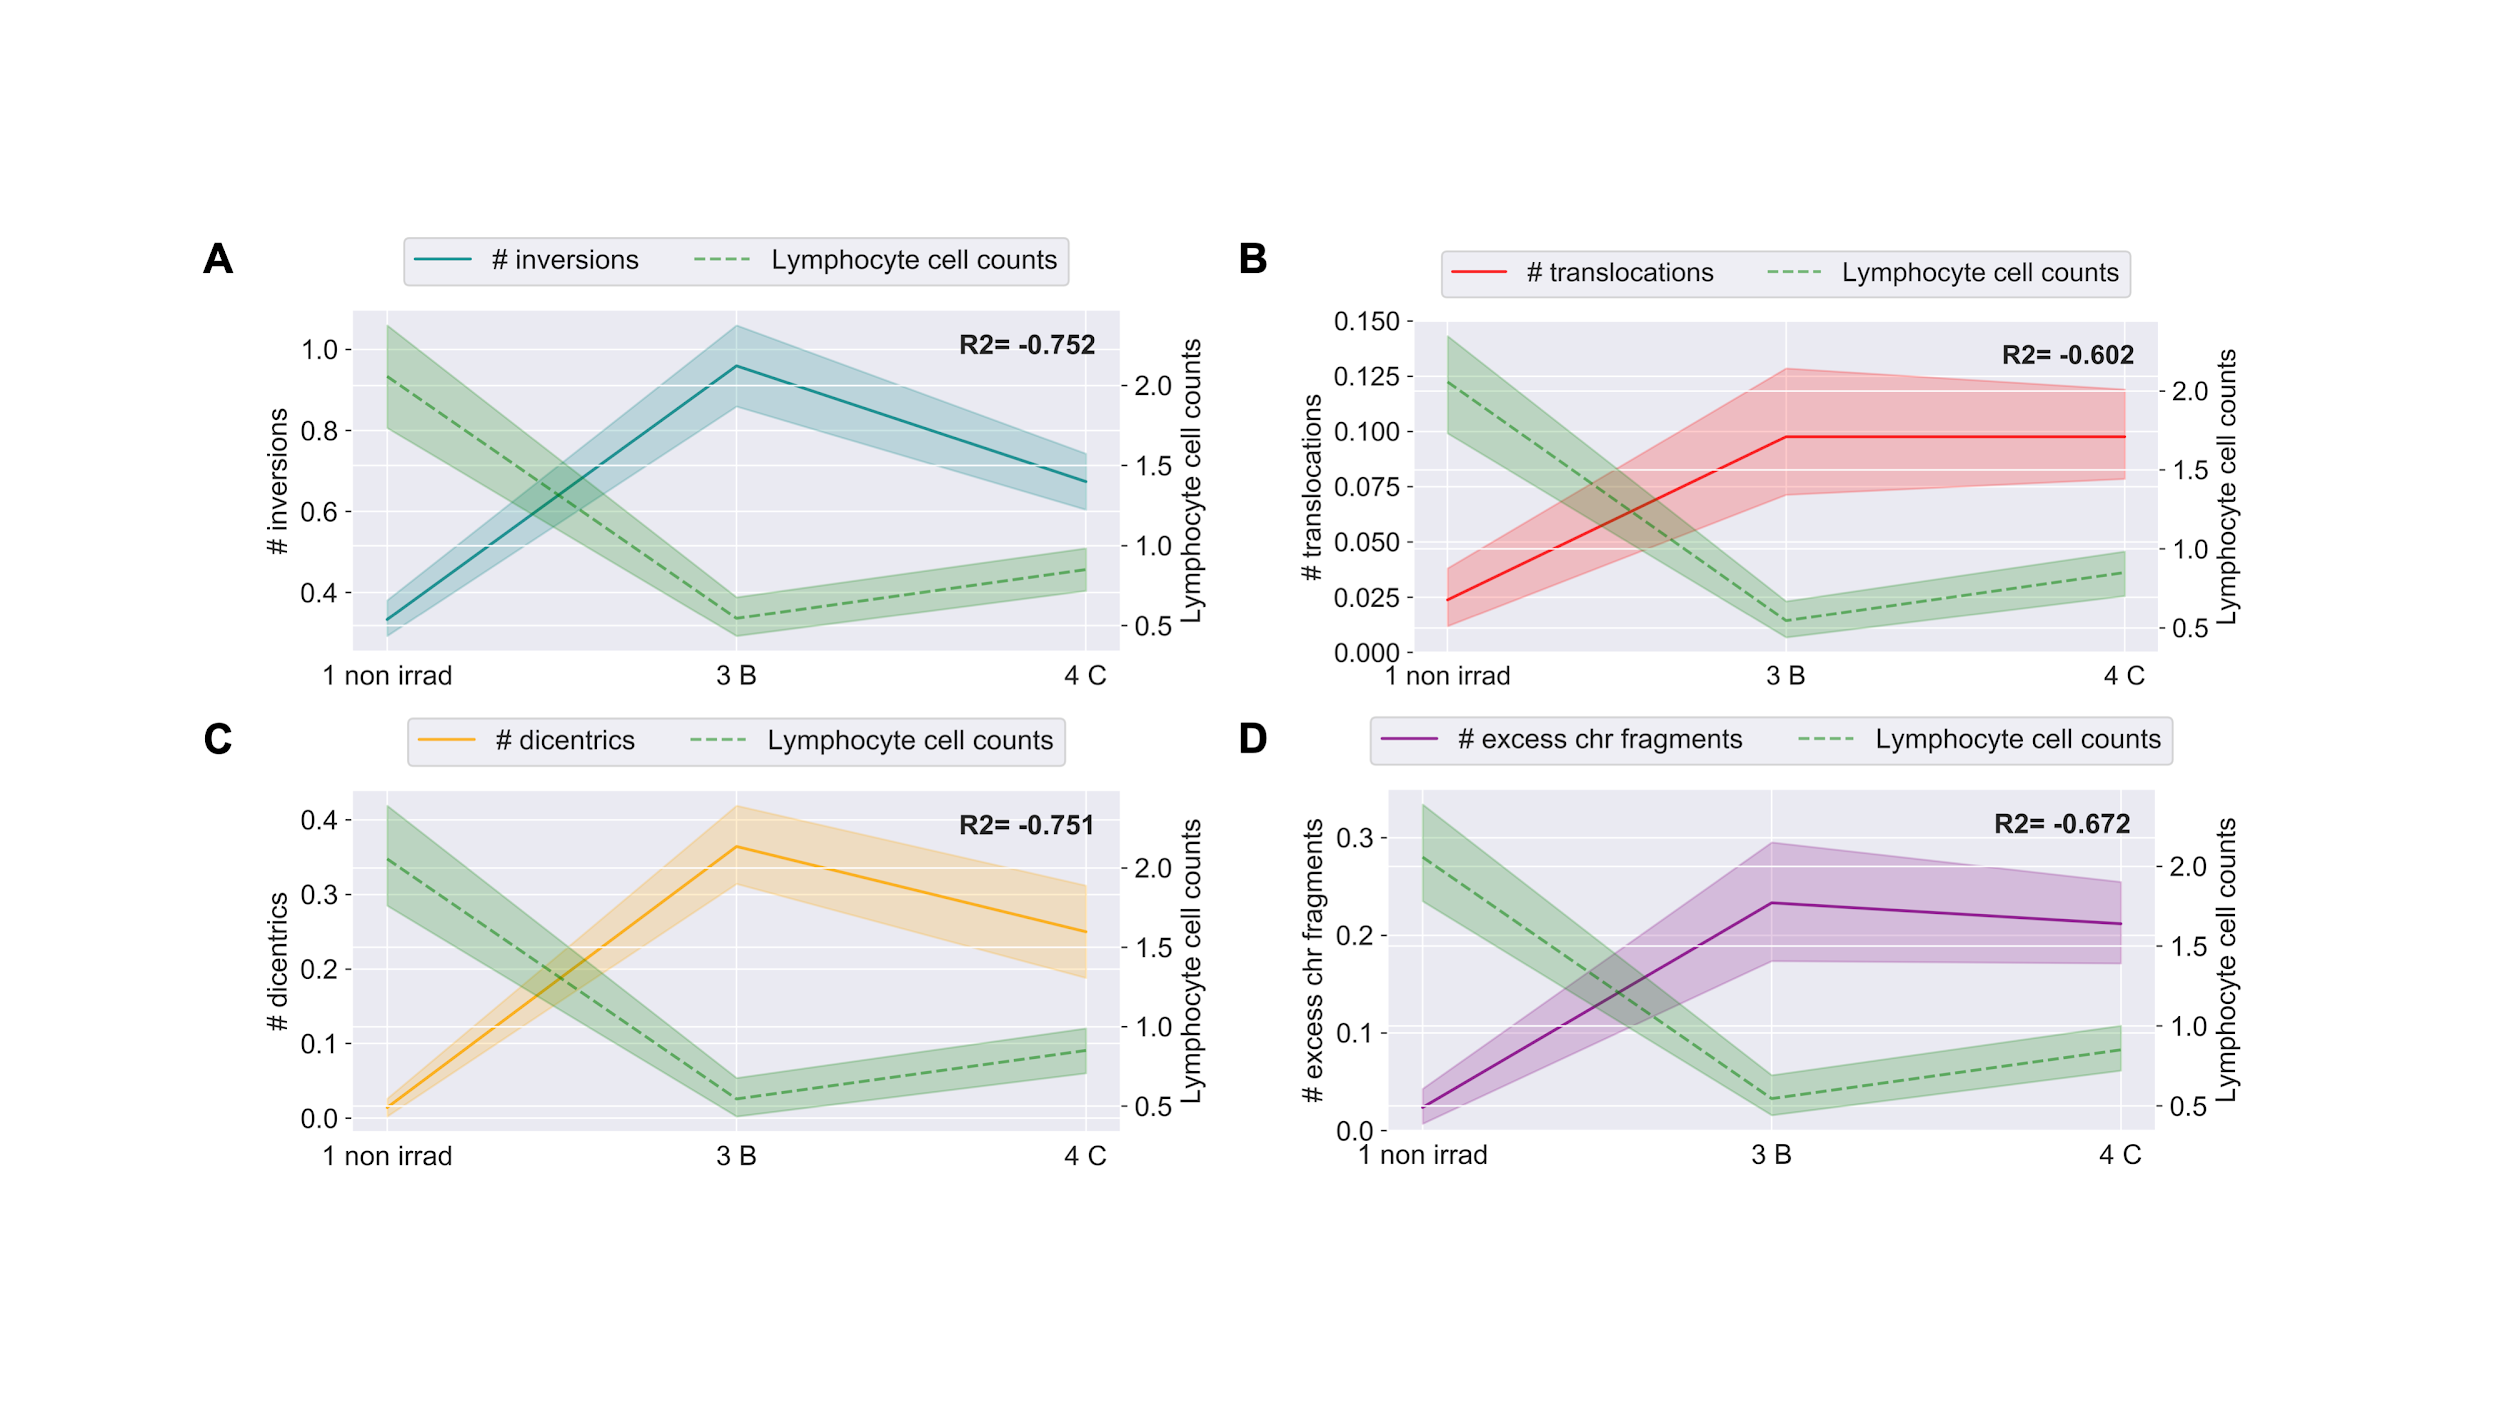 A
# inversions Lymphocyte cell counts
R2= -0.752
1.0
0.8
0.6
0.4
# inversions
2.0
1.5
1.0
0.5
Lymphocyte cell counts
1 non irrad 3 B 4 C
B
# translocations Lymphocyte cell counts
R2= -0.602
0.150
0.125
0.100
0.075
0.050
0.025
0.000
# translocations
2.0
1.5
1.0
0.5
Lymphocyte cell counts
1 non irrad 3 B 4 C
C
# dicentrics Lymphocyte cell counts
R2= -0.751
0.4
0.3
0.2
0.1
0.0
# dicentrics
2.0
1.5
1.0
0.5
Lymphocyte cell counts
1 non irrad 3 B 4 C
D
# excess chr fragments Lymphocyte cell counts
R2= -0.672
0.3
0.2
0.1
0.0
# excess chr fragments
2.0
1.5
1.0
0.5
Lymphocyte cell counts
1 non irrad 3 B 4 C